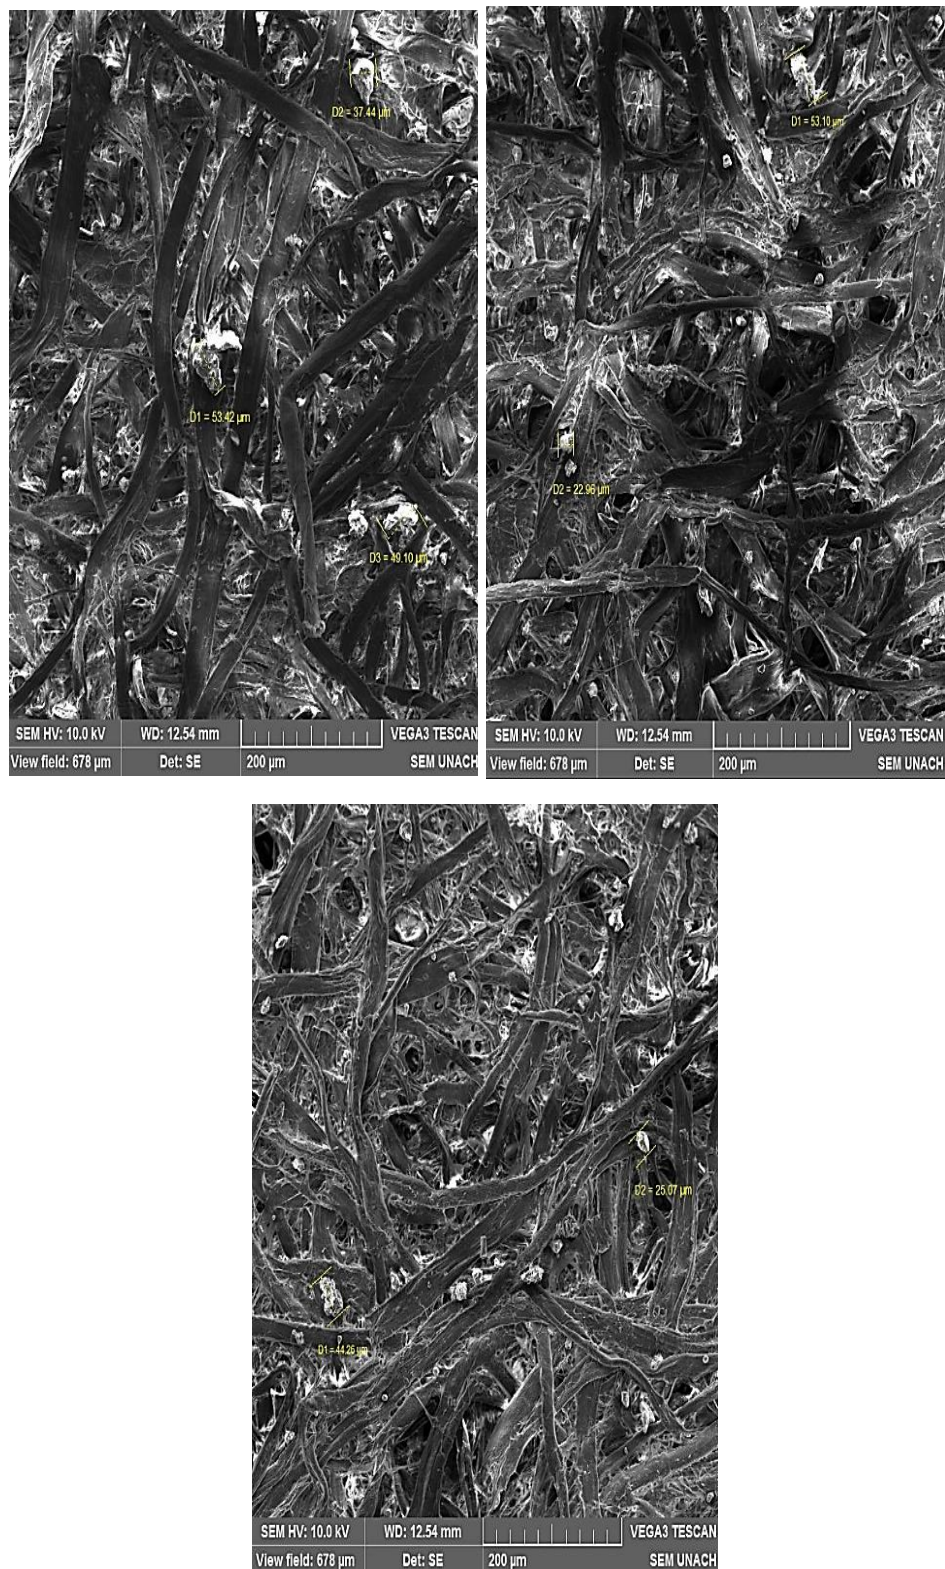 D2 = 37.44 µm
D1 = 53.42 µm
D3 = 49.10 µm
SEM HV: 10.0 kV WD: 12.54 mm VEGA3 TESCAN
View field: 678 µm Det: SE 200 µm SEM UNACH
D1 = 53.10 µm
D2 = 22.96 µm
SEM HV: 10.0 kV WD: 12.54 mm VEGA3 TESCAN
View field: 678 µm Det: SE 200 µm SEM UNACH
D2 = 25.07 µm
D1 = 44.26 µm
SEM HV: 10.0 kV WD: 12.54 mm VEGA3 TESCAN
View field: 678 µm Det: SE 200 µm SEM UNACH